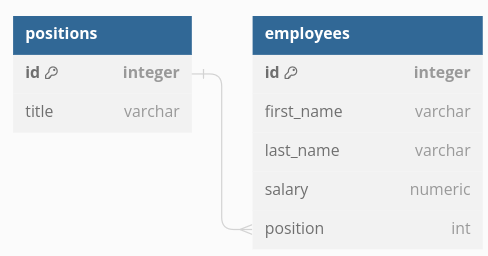 positions
id integer
title varchar
employees
id integer
first_name varchar
last_name varchar
salary numeric
position int